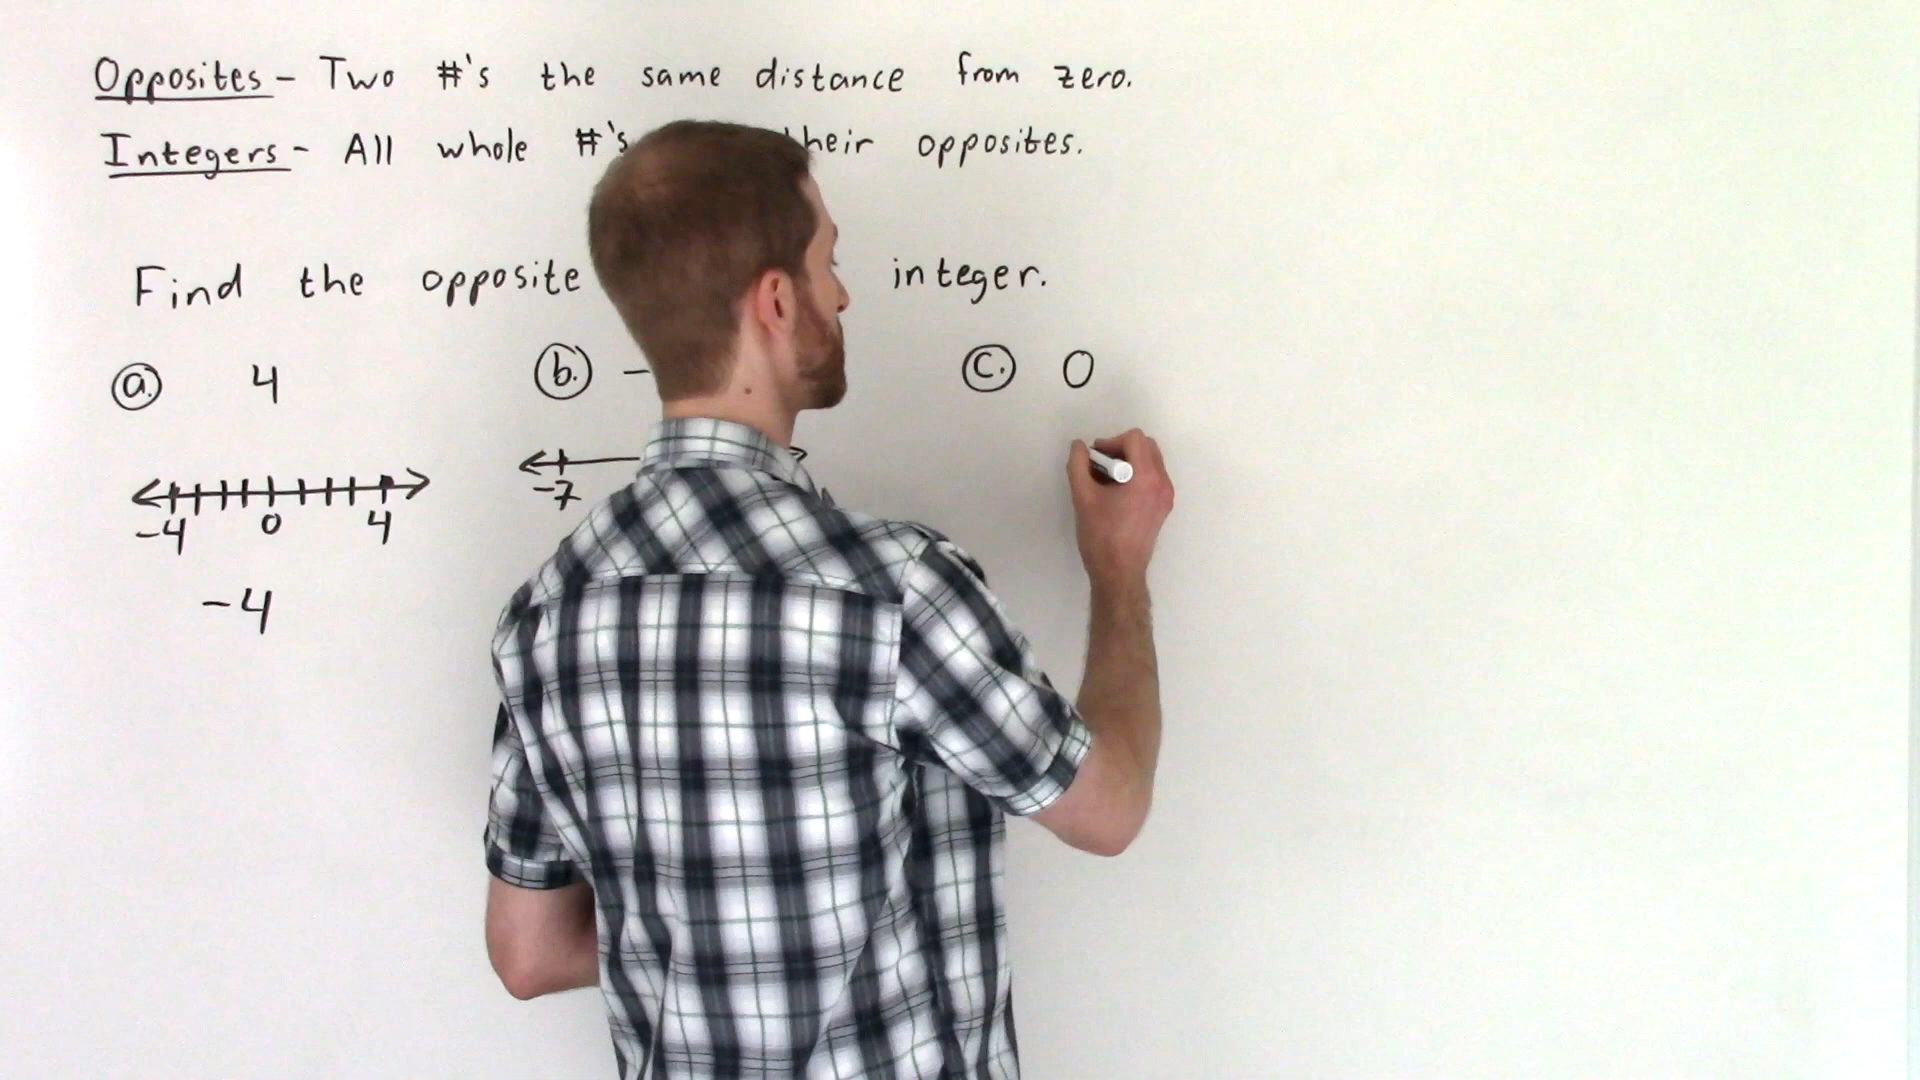 Opposites - Two #'s the same distance from zero.
Integers - All whole #'s their opposites.
Find the opposite integer.
a. 4 b. - c. 0
-7
-4 0 4
-4